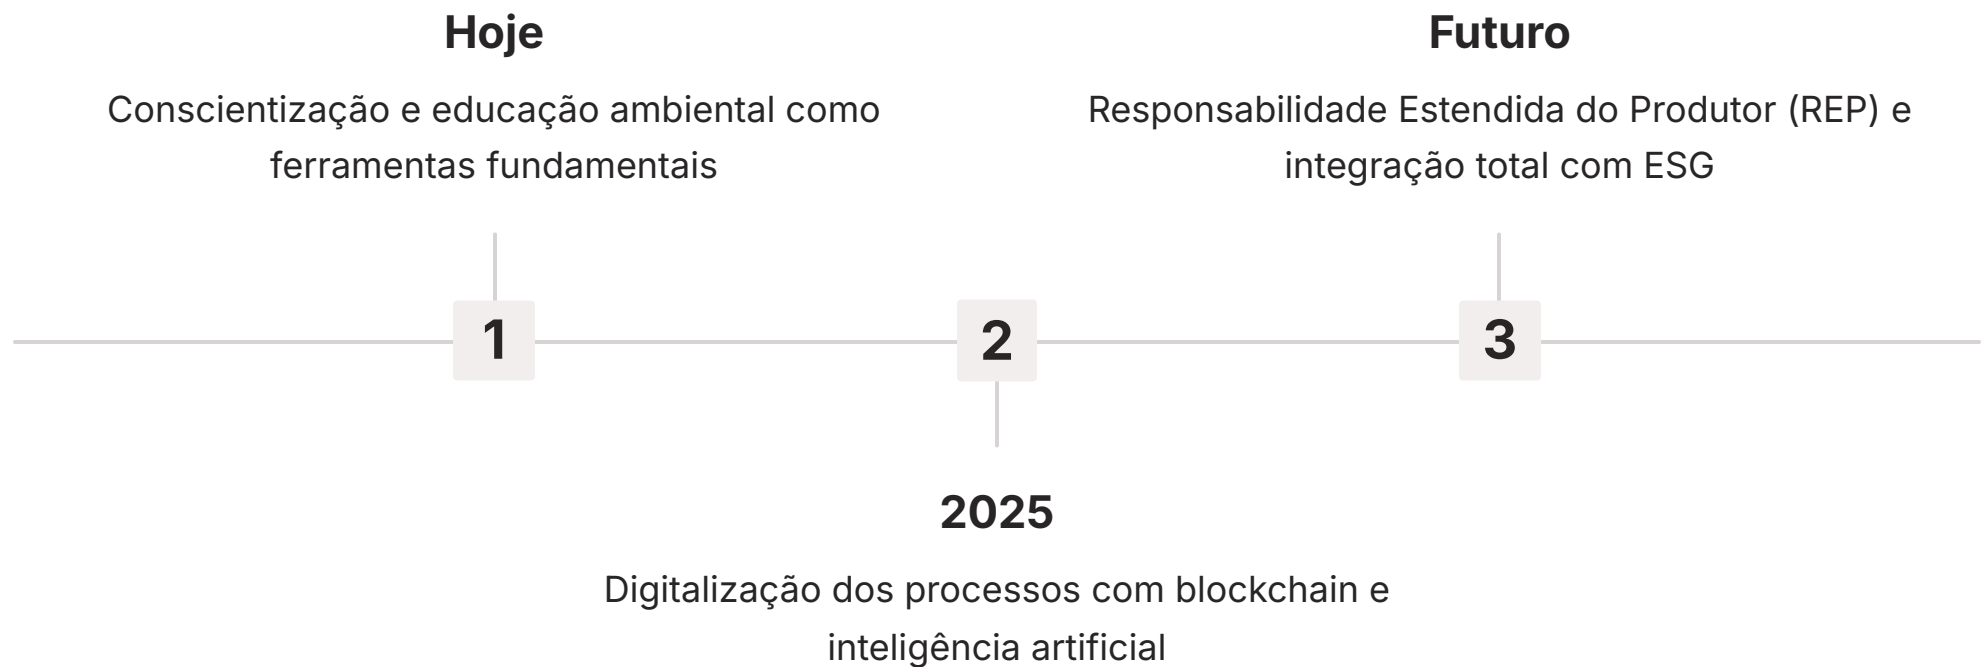 Hoje
Conscientização e educação ambiental como
ferramentas fundamentais
Futuro
Responsabilidade Estendida do Produtor (REP) e
integração total com ESG
1
2
3
2025
Digitalização dos processos com blockchain e
inteligência artificial